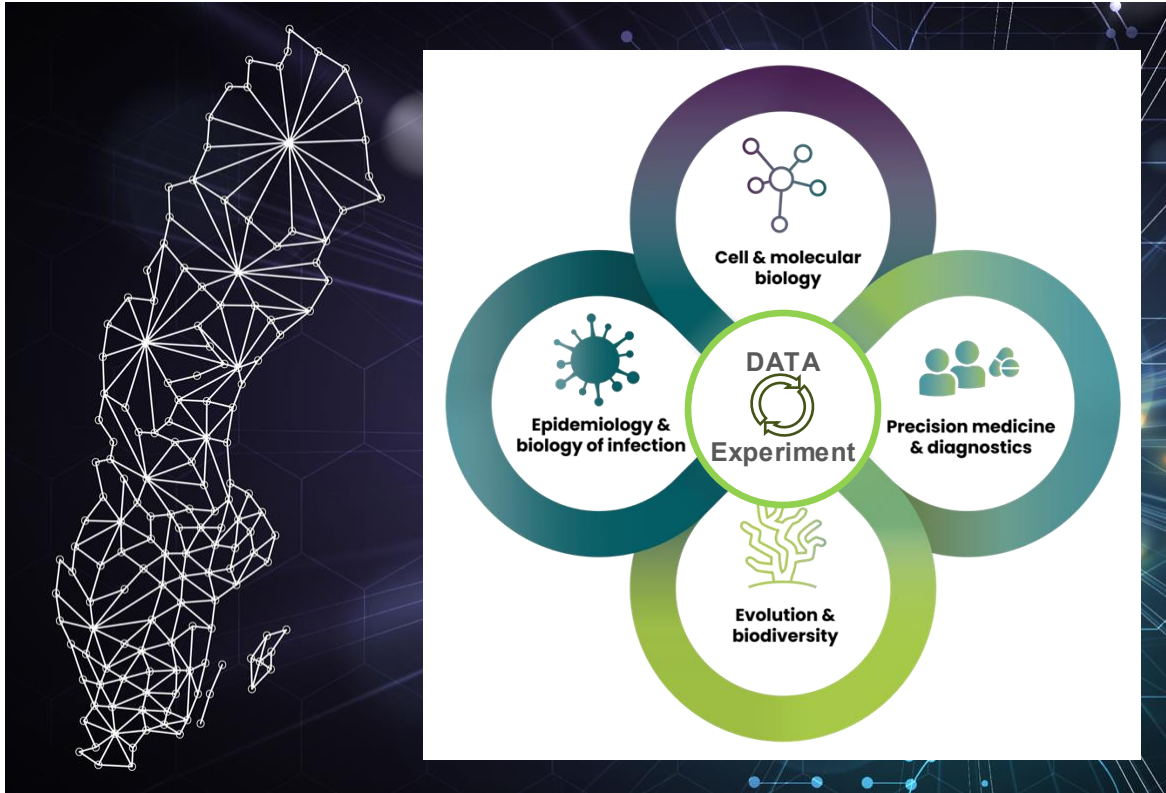 Cell & molecular
biology
Epidemiology &
biology of infection
DATA
Experiment
Precision medicine
& diagnostics
Evolution &
biodiversity